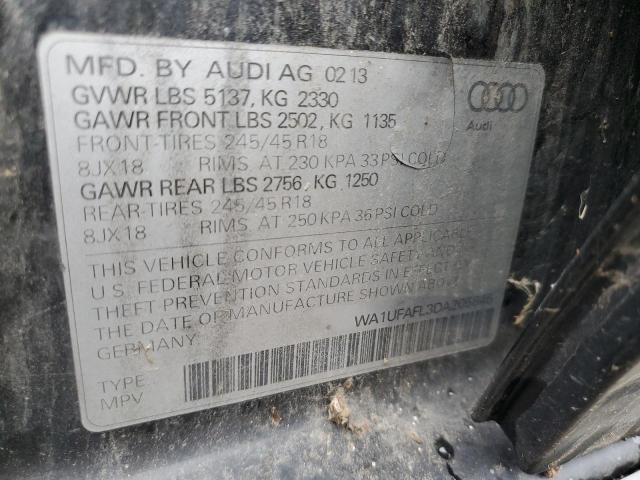 MFD. BY AUDI AG 02 13
GVWR LBS 5137, KG 2330
GAWR FRONT LBS 2502, KG 1135
FRONT-TIRES 245/45 R18
8JX18 RIMS AT 230 KPA 33 PSI COLD
GAWR REAR LBS 2756, KG 1250
REAR-TIRES 245/45 R18
8JX18 RIMS AT 250 KPA 36 PSI COLD
THIS VEHICLE CONFORMS TO ALL APPLICABLE
U.S. FEDERAL MOTOR VEHICLE SAFETY AND
THEFT PREVENTION STANDARDS IN EFFECT
THE DATE OF MANUFACTURE SHOWN ABOVE
GERMANY
TYPE
MPV
Audi